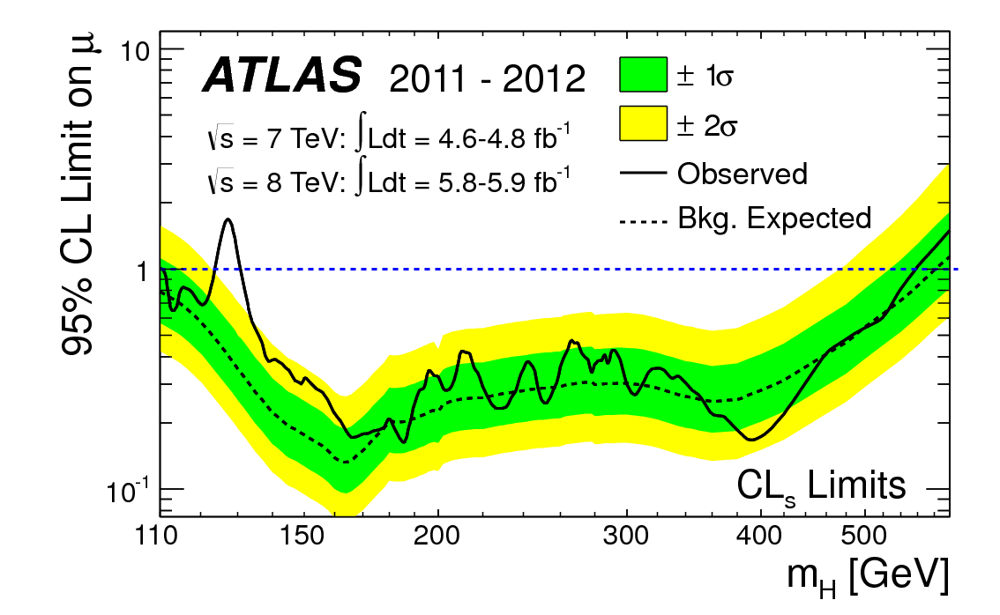 95% CL Limit on μ
10
1
10⁻¹
ATLAS 2011 - 2012
√s = 7 TeV: ∫Ldt = 4.6-4.8 fb⁻¹
√s = 8 TeV: ∫Ldt = 5.8-5.9 fb⁻¹
± 1σ
± 2σ
Observed
Bkg. Expected
CLₛ Limits
110 150 200 300 400 500
m_H [GeV]